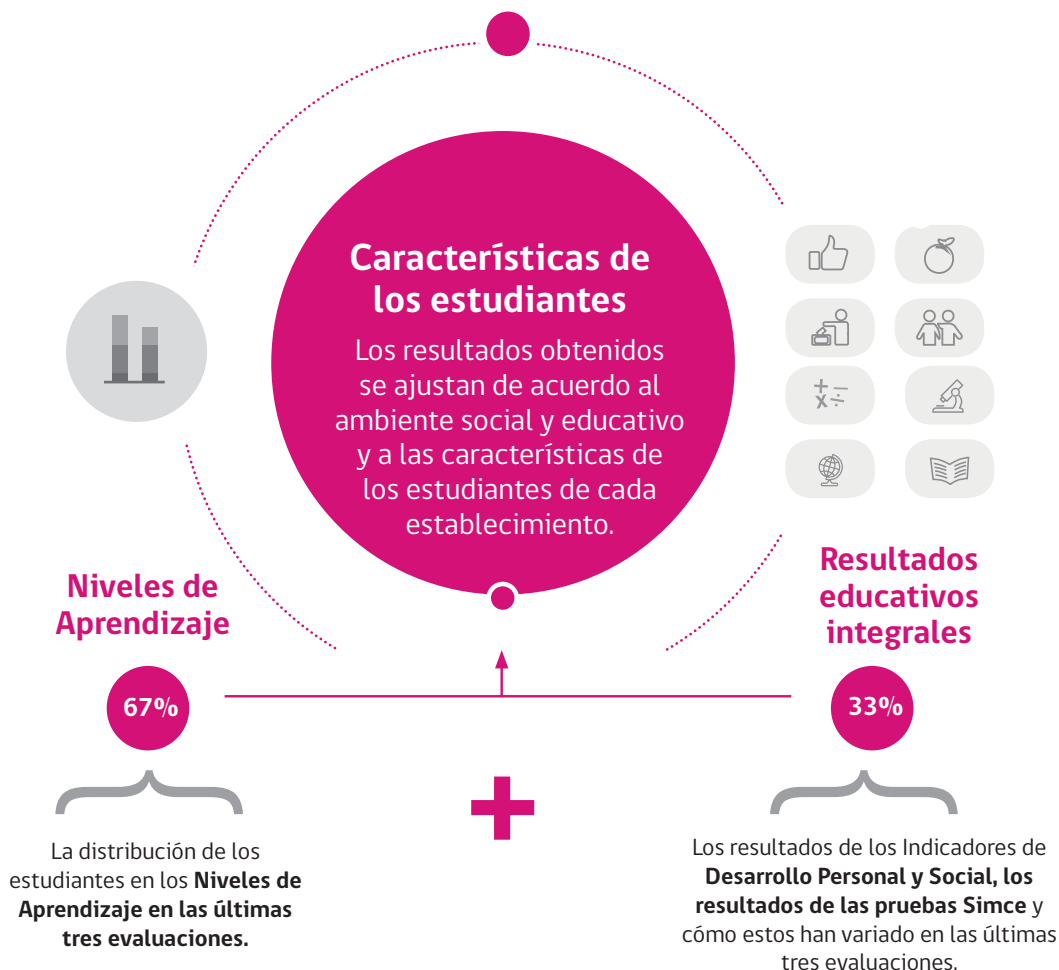 Características de
los estudiantes
Los resultados obtenidos
se ajustan de acuerdo al
ambiente social y educativo
y a las características de
los estudiantes de cada
establecimiento.
Niveles de
Aprendizaje
67%
La distribución de los
estudiantes en los Niveles de
Aprendizaje en las últimas
tres evaluaciones.
Resultados
educativos
integrales
33%
Los resultados de los Indicadores de
Desarrollo Personal y Social, los
resultados de las pruebas Simce y
cómo estos han variado en las últimas
tres evaluaciones.